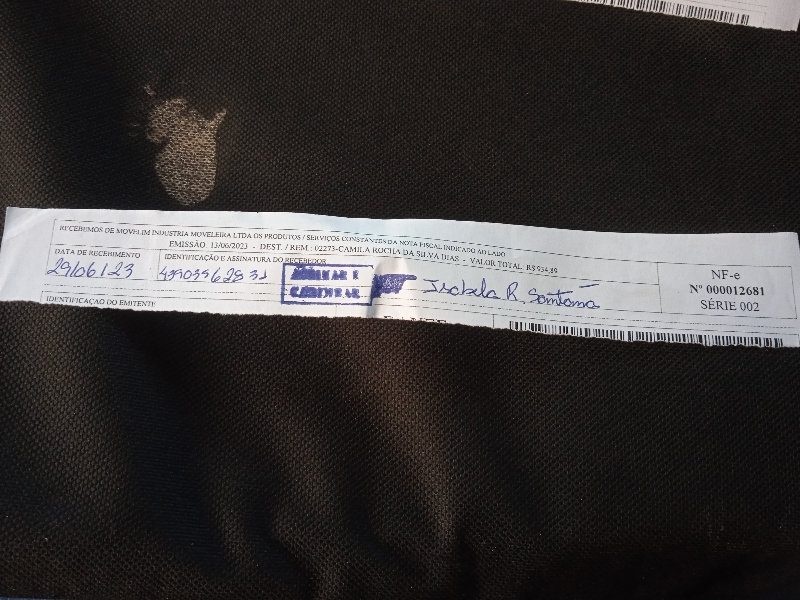 RECEBEMOS DE MOVELIM INDUSTRIA MOVELEIRA LTDA OS PRODUTOS / SERVIÇOS CONSTANTES DA NOTA FISCAL INDICADO AO LADO
EMISSÃO: 13/06/2023 - DEST. / REM.: 02273-CAMILA ROCHA DA SILVA DIAS - VALOR TOTAL: R$ 954,89
DATA DE RECEBIMENTO
29/06/23
IDENTIFICAÇÃO E ASSINATURA DO RECEBEDOR
Isabela R. Santana
NF-e
Nº 000012681
SÉRIE 002
IDENTIFICAÇÃO DO EMITENTE